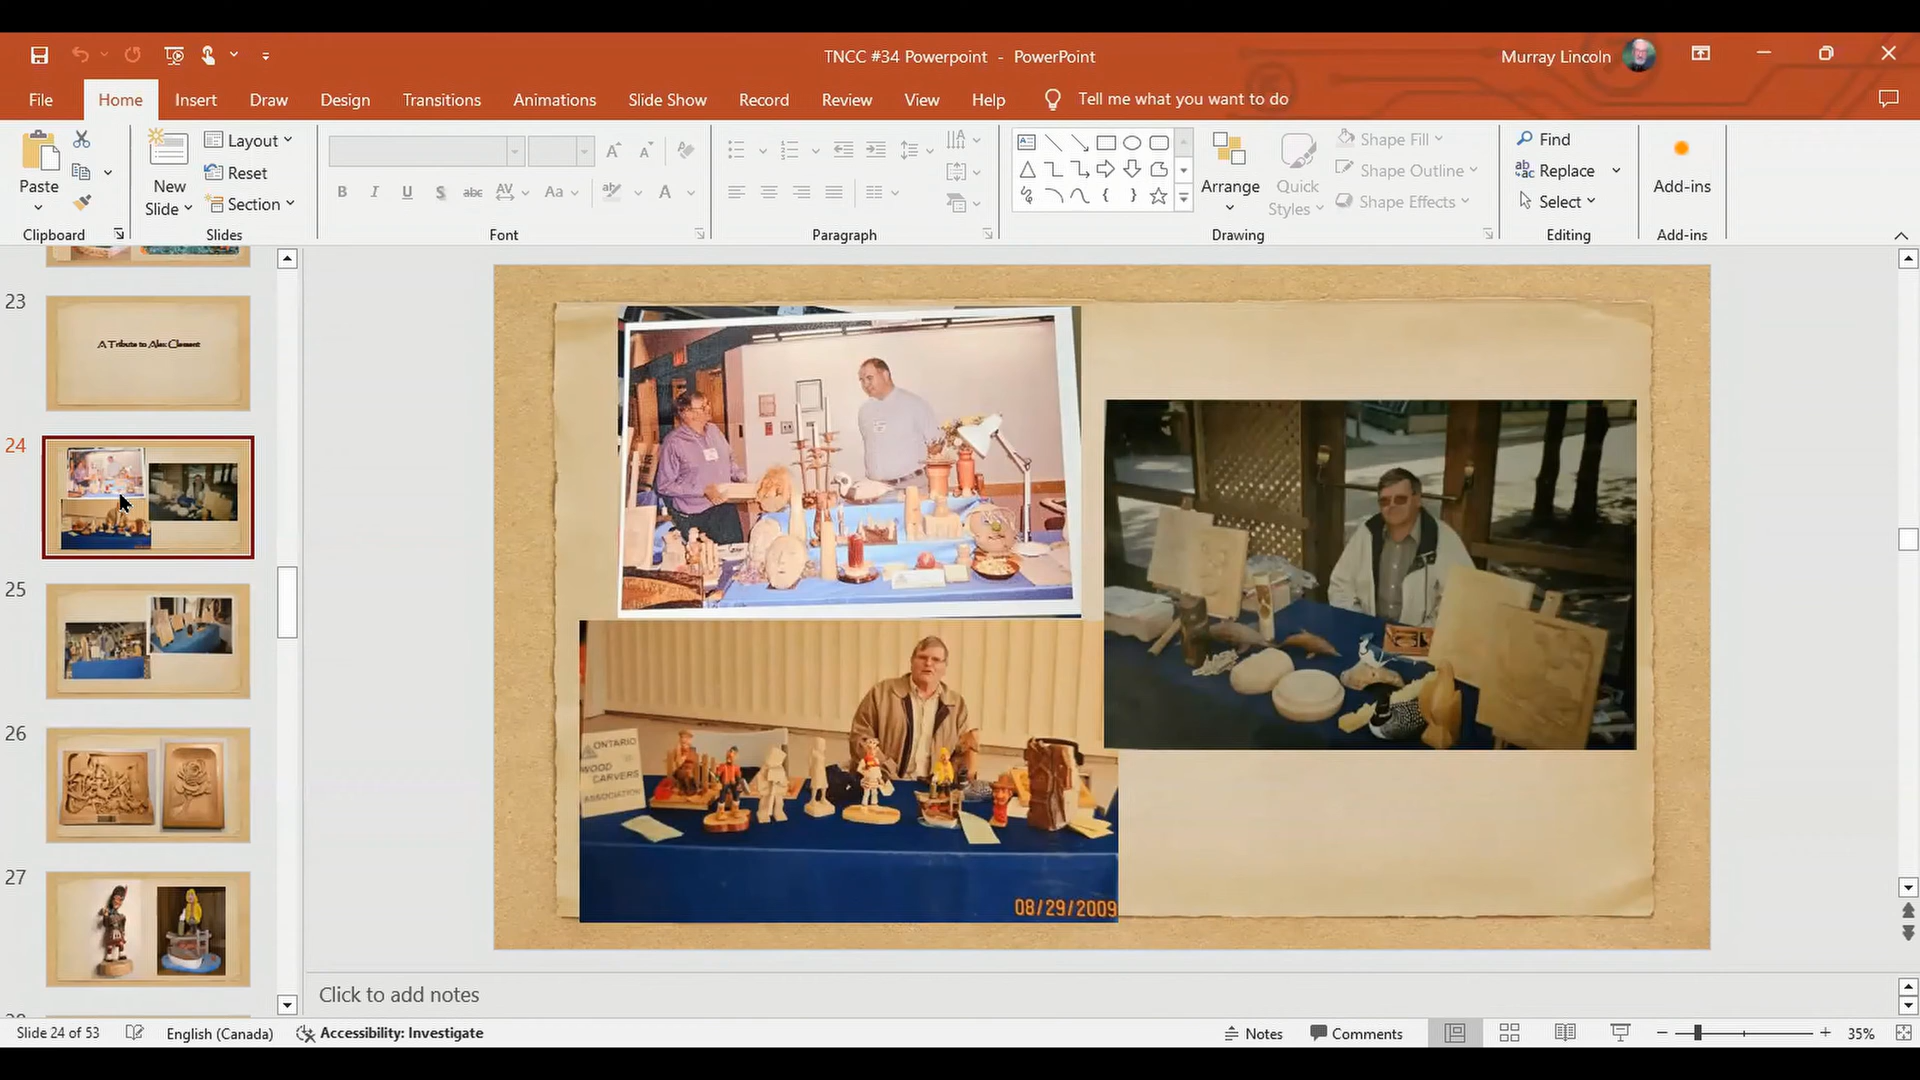 TNCC #34 Powerpoint - PowerPoint
Murray Lincoln
File Home Insert Draw Design Transitions Animations Slide Show Record Review View Help Tell me what you want to do
Paste
Clipboard
New Slide
Layout
Reset
Section
Slides
B I U S abc AV Aa A
Font
Paragraph
Arrange
Quick Styles
Shape Fill
Shape Outline
Shape Effects
Drawing
Find
Replace
Select
Editing
Add-ins
Add-ins
23
A Tribute to Alex Clement
24
25
26
27
ONTARIO
WOOD
CARVERS
ASSOCIATION
08/29/2009
Click to add notes
Slide 24 of 53 English (Canada) Accessibility: Investigate Notes Comments 35%